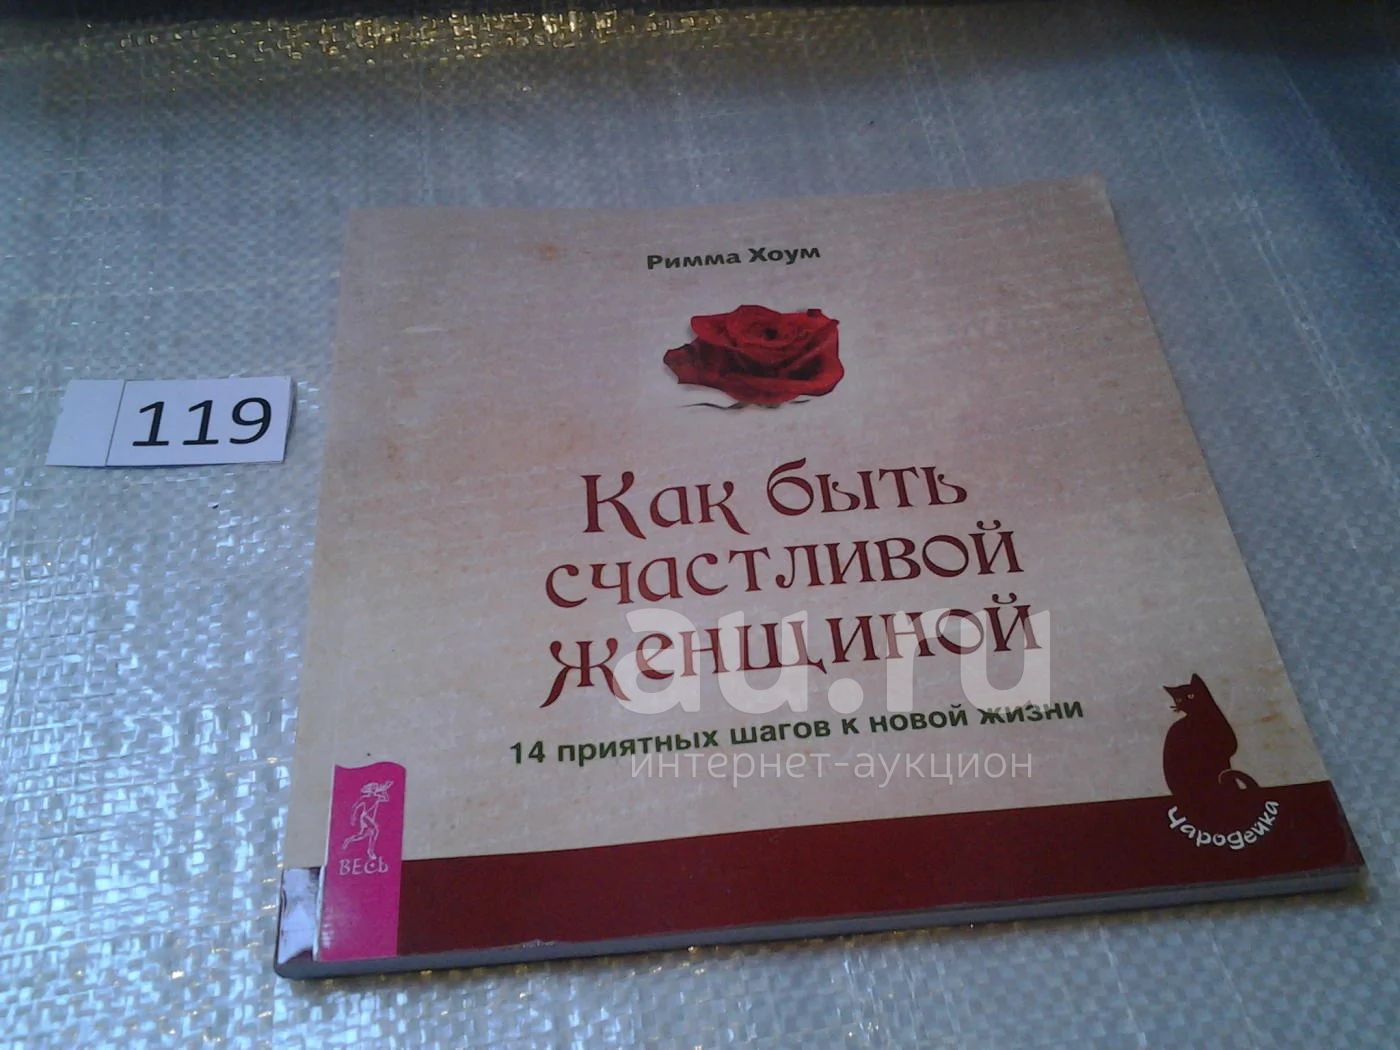 Римма Хоум
119
Как быть
счастливой
женщиной
au.ru
14 приятных шагов к новой жизни
интернет-аукцион
Чародейка
ВЕСЬ